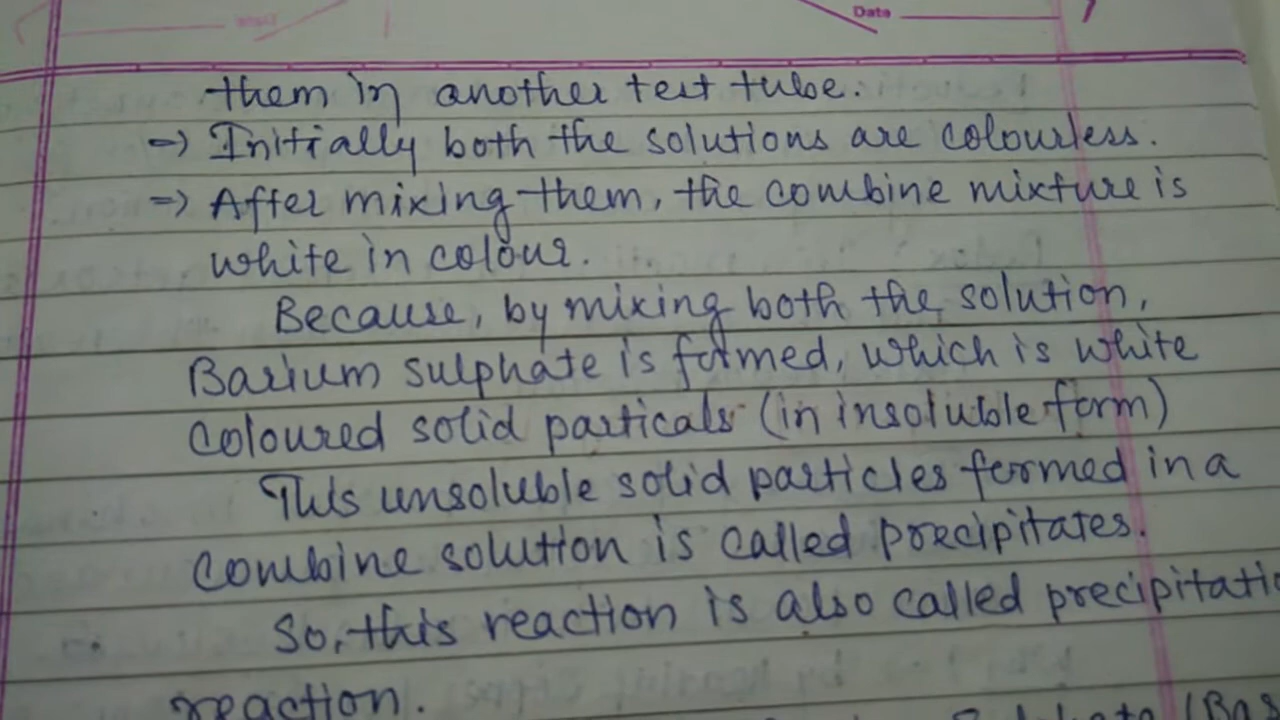 Date
them in another test tube.
=> Initially both the solutions are colourless.
=> After mixing them, the combine mixture is
white in colour.
Because, by mixing both the solution,
Barium sulphate is formed, which is white
coloured solid particals (in insoluble form)
This unsoluble solid particles formed in a
combine solution is called precipitates.
So, this reaction is also called precipitatio
reaction.